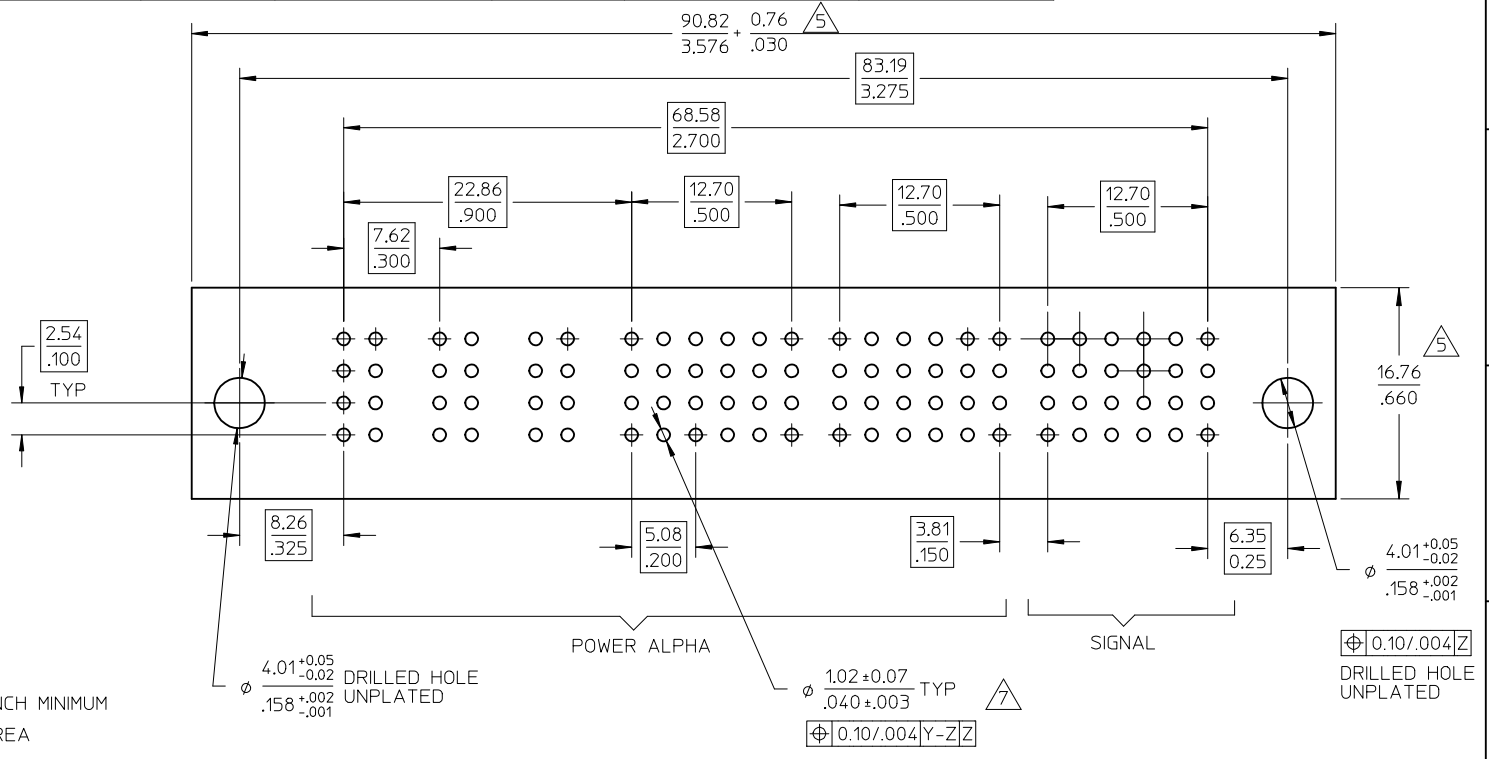 90.82 + 0.76 5
3.576 .030
83.19
3.275
68.58
2.700
22.86
.900
12.70
.500
12.70
.500
12.70
.500
7.62
.300
2.54
.100
TYP
5
16.76
.660
8.26
.325
5.08
.200
3.81
.150
6.35
0.25
ø 4.01 +0.05 -0.02
.158 +.002 -.001
POWER ALPHA
SIGNAL
⌖ 0.10/.004 Z
DRILLED HOLE
UNPLATED
ø 4.01 +0.05 -0.02 DRILLED HOLE
.158 +.002 -.001 UNPLATED
ø 1.02 ±0.07 TYP 7
.040 ±.003
⌖ 0.10/.004 Y-Z Z
NCH MINIMUM
REA